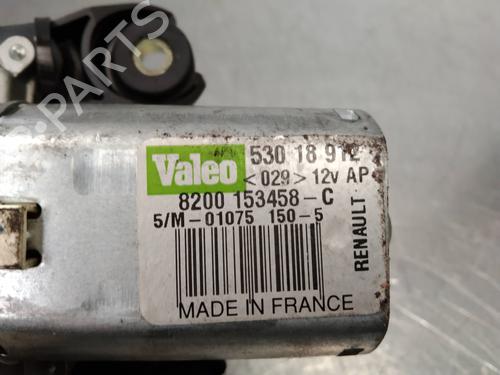 Valeo
530 18 912
<029> 12v AP
8200 153458-C
5/M-01075 150-5
RENAULT
MADE IN FRANCE
B-Parts